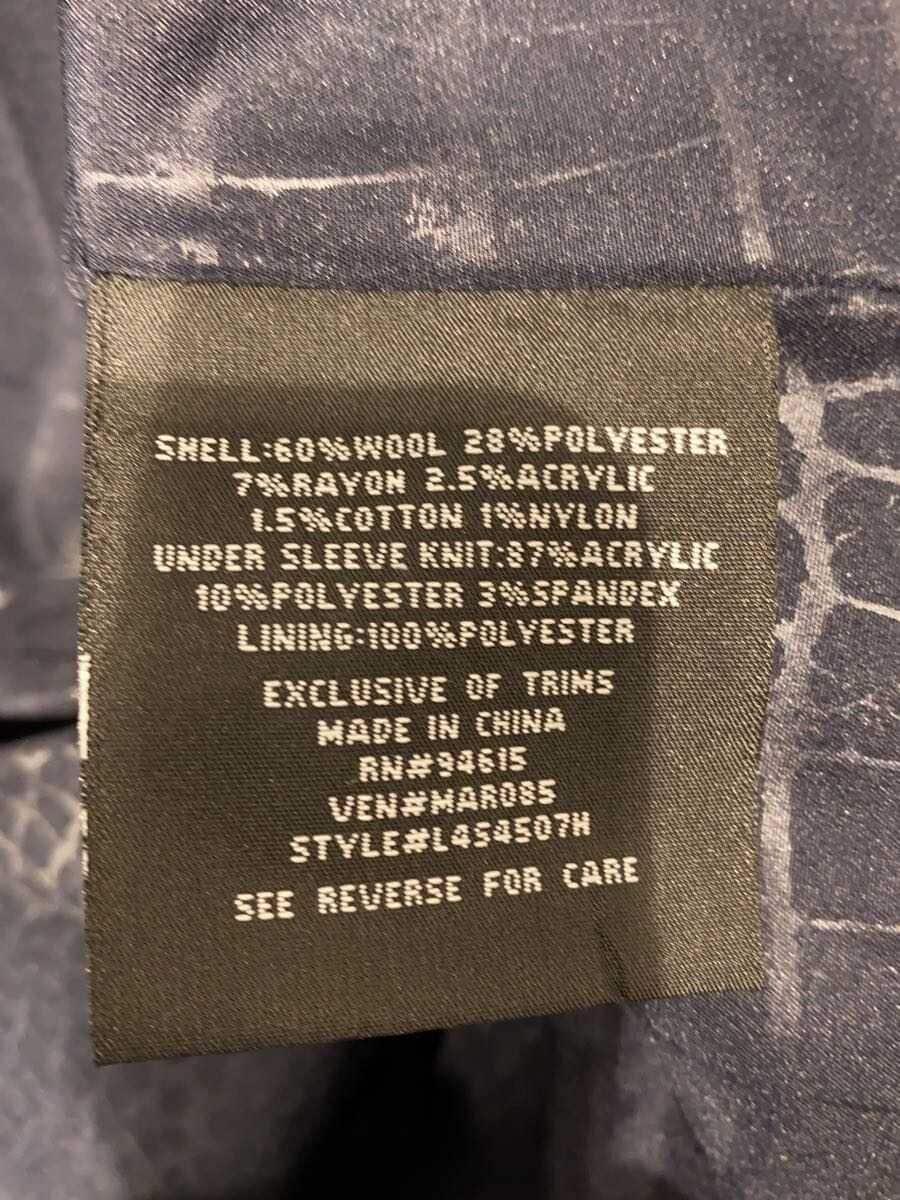 SHELL:60%WOOL 28%POLYESTER
7%RAYON 2.5%ACRYLIC
1.5%COTTON 1%NYLON
UNDER SLEEVE KNIT:87%ACRYLIC
10%POLYESTER 3%SPANDEX
LINING:100%POLYESTER
EXCLUSIVE OF TRIMS
MADE IN CHINA
RN#94615
VEN#MAR085
STYLE#L454507H
SEE REVERSE FOR CARE